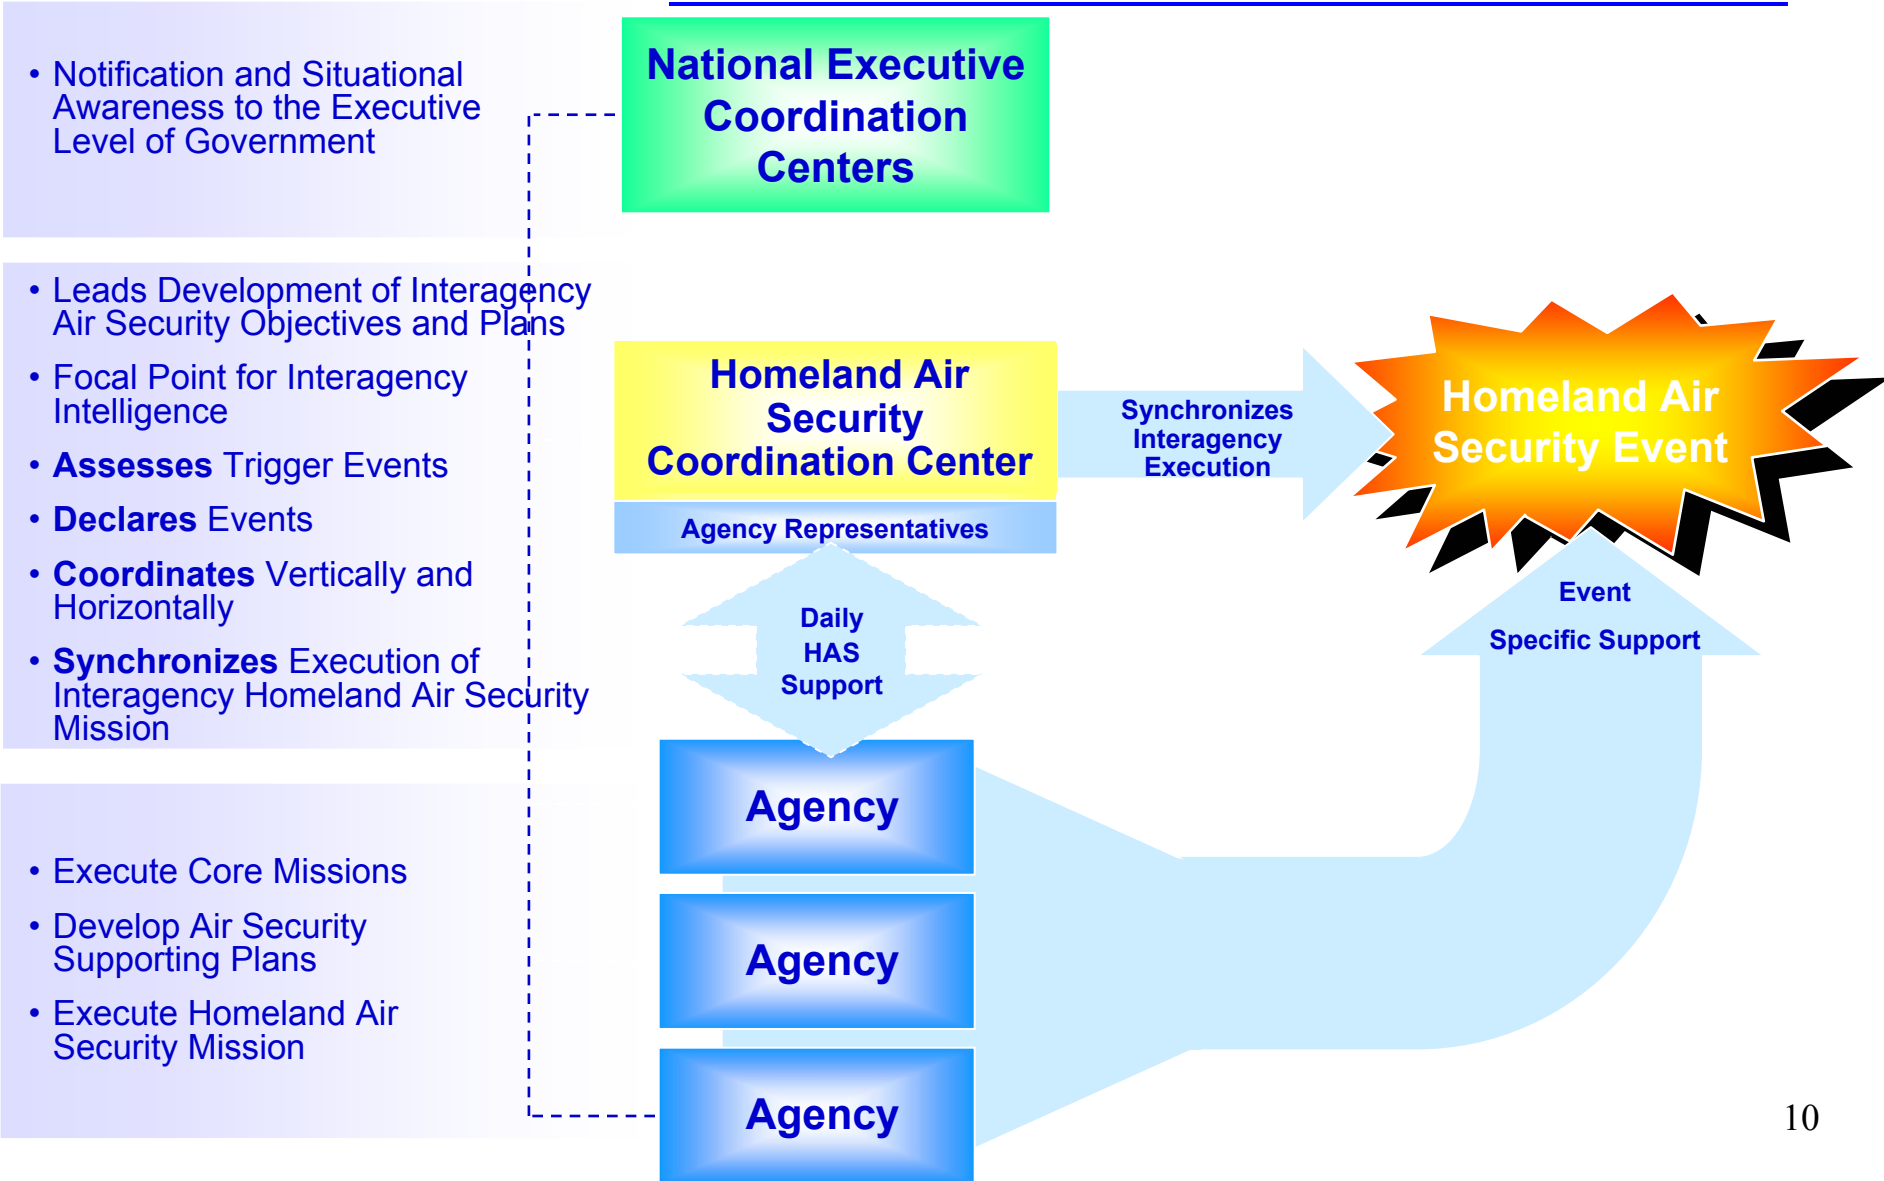 • Notification and Situational
Awareness to the Executive
Level of Government
National Executive
Coordination
Centers
• Leads Development of Interagency
Air Security Objectives and Plans
• Focal Point for Interagency
Intelligence
• Assesses Trigger Events
• Declares Events
• Coordinates Vertically and
Horizontally
• Synchronizes Execution of
Interagency Homeland Air Security
Mission
Homeland Air
Security
Coordination Center
Agency Representatives
Synchronizes
Interagency
Execution
Homeland Air
Security Event
Daily
HAS
Support
Event
Specific Support
• Execute Core Missions
• Develop Air Security
Supporting Plans
• Execute Homeland Air
Security Mission
Agency
Agency
Agency
10